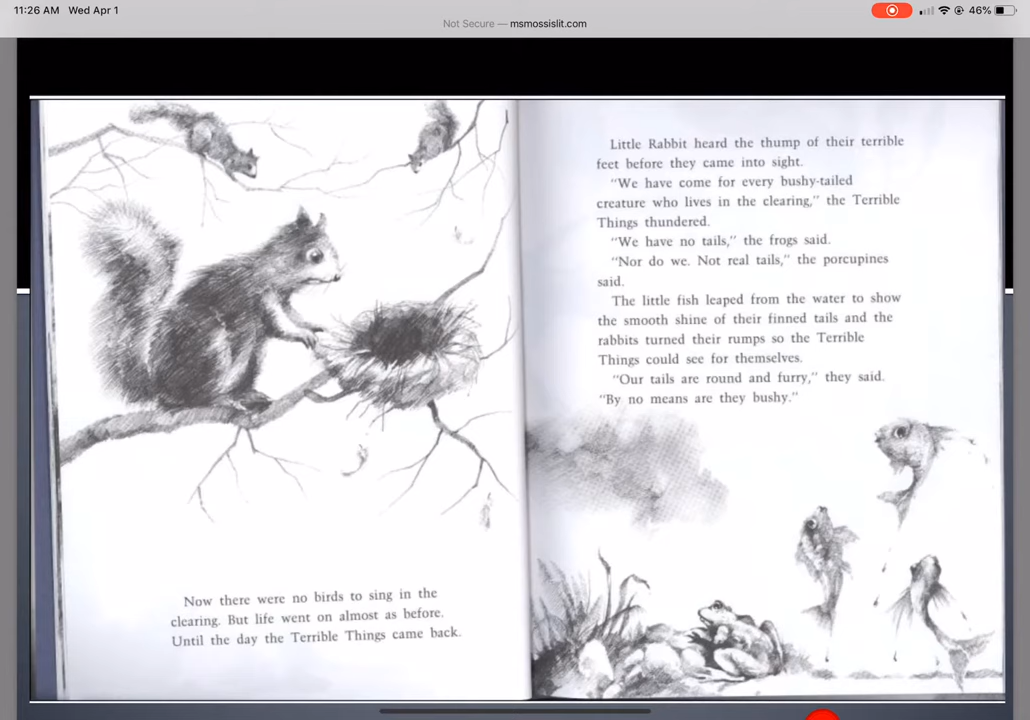 11:26 AM Wed Apr 1
46%
Not Secure — msmossislit.com
Now there were no birds to sing in the
clearing. But life went on almost as before.
Until the day the Terrible Things came back.
Little Rabbit heard the thump of their terrible
feet before they came into sight.
"We have come for every bushy-tailed
creature who lives in the clearing," the Terrible
Things thundered.
"We have no tails," the frogs said.
"Nor do we. Not real tails," the porcupines
said.
The little fish leaped from the water to show
the smooth shine of their finned tails and the
rabbits turned their rumps so the Terrible
Things could see for themselves.
"Our tails are round and furry," they said.
"By no means are they bushy."